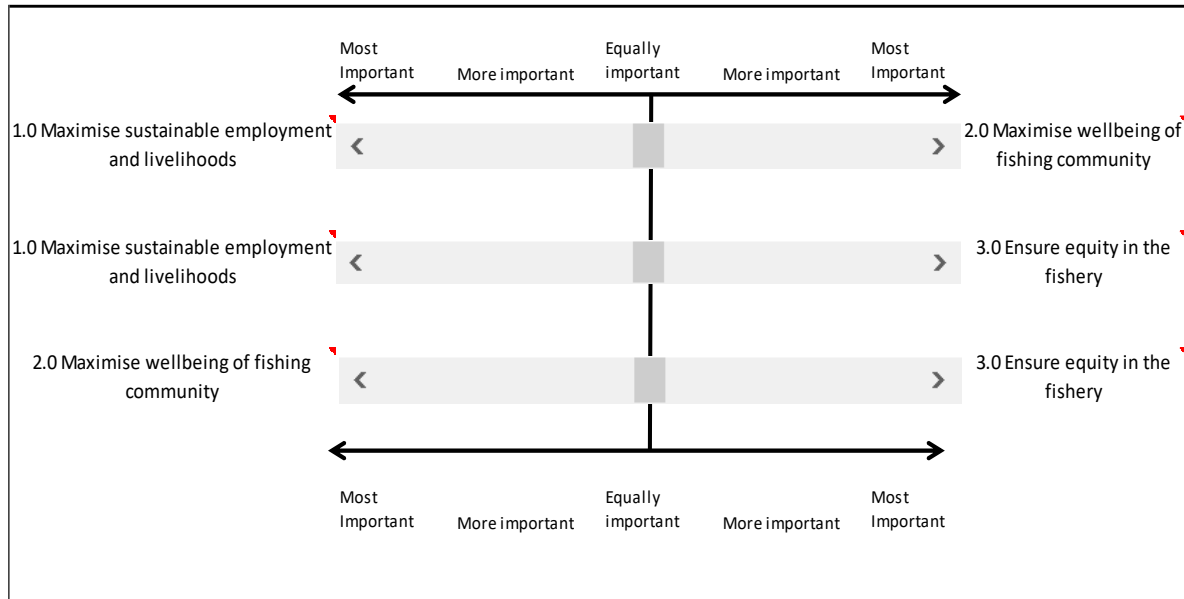 Most
Important
More important
Equally
important
More important
Most
Important
1.0 Maximise sustainable employment
and livelihoods
2.0 Maximise wellbeing of
fishing community
1.0 Maximise sustainable employment
and livelihoods
3.0 Ensure equity in the
fishery
2.0 Maximise wellbeing of fishing
community
3.0 Ensure equity in the
fishery
Most
Important
More important
Equally
important
More important
Most
Important